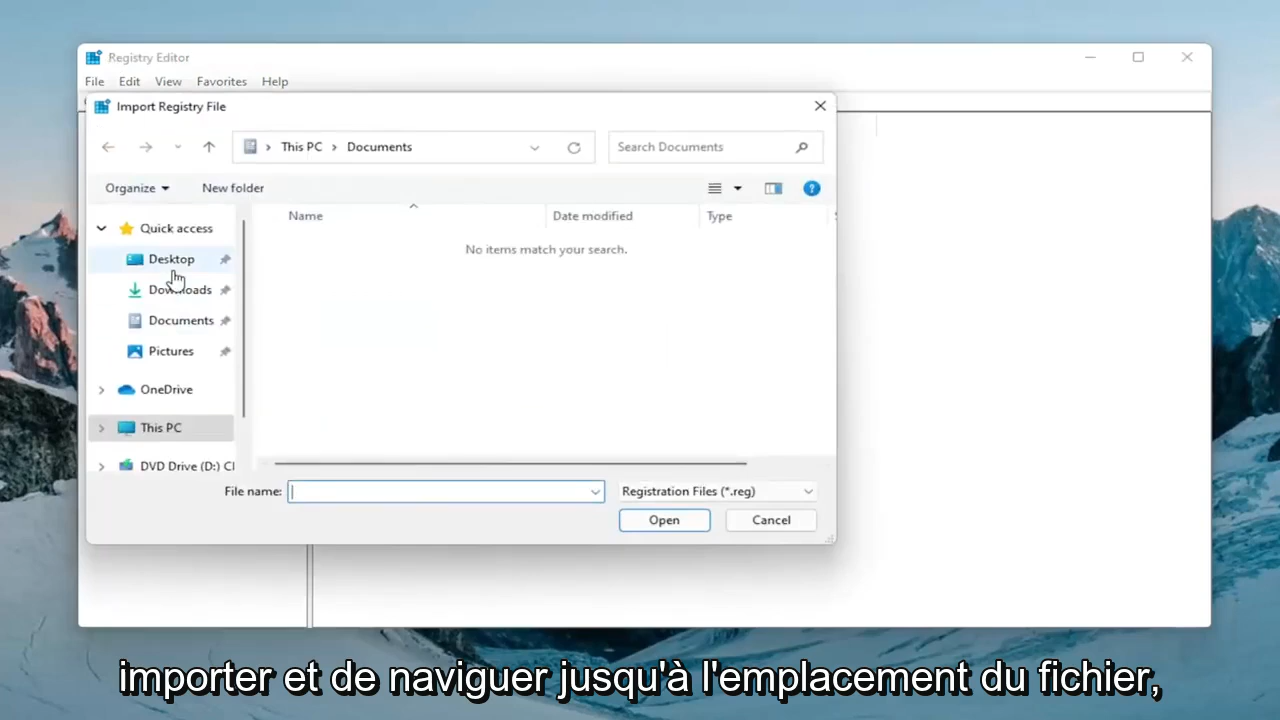 Registry Editor
File Edit View Favorites Help
Import Registry File
This PC > Documents
Search Documents
Organize New folder
Name Date modified Type
Quick access
No items match your search.
Desktop
Downloads
Documents
Pictures
OneDrive
This PC
DVD Drive (D:)
File name: Registration Files (*.reg)
Open Cancel
importer et de naviguer jusqu'à l'emplacement du fichier,